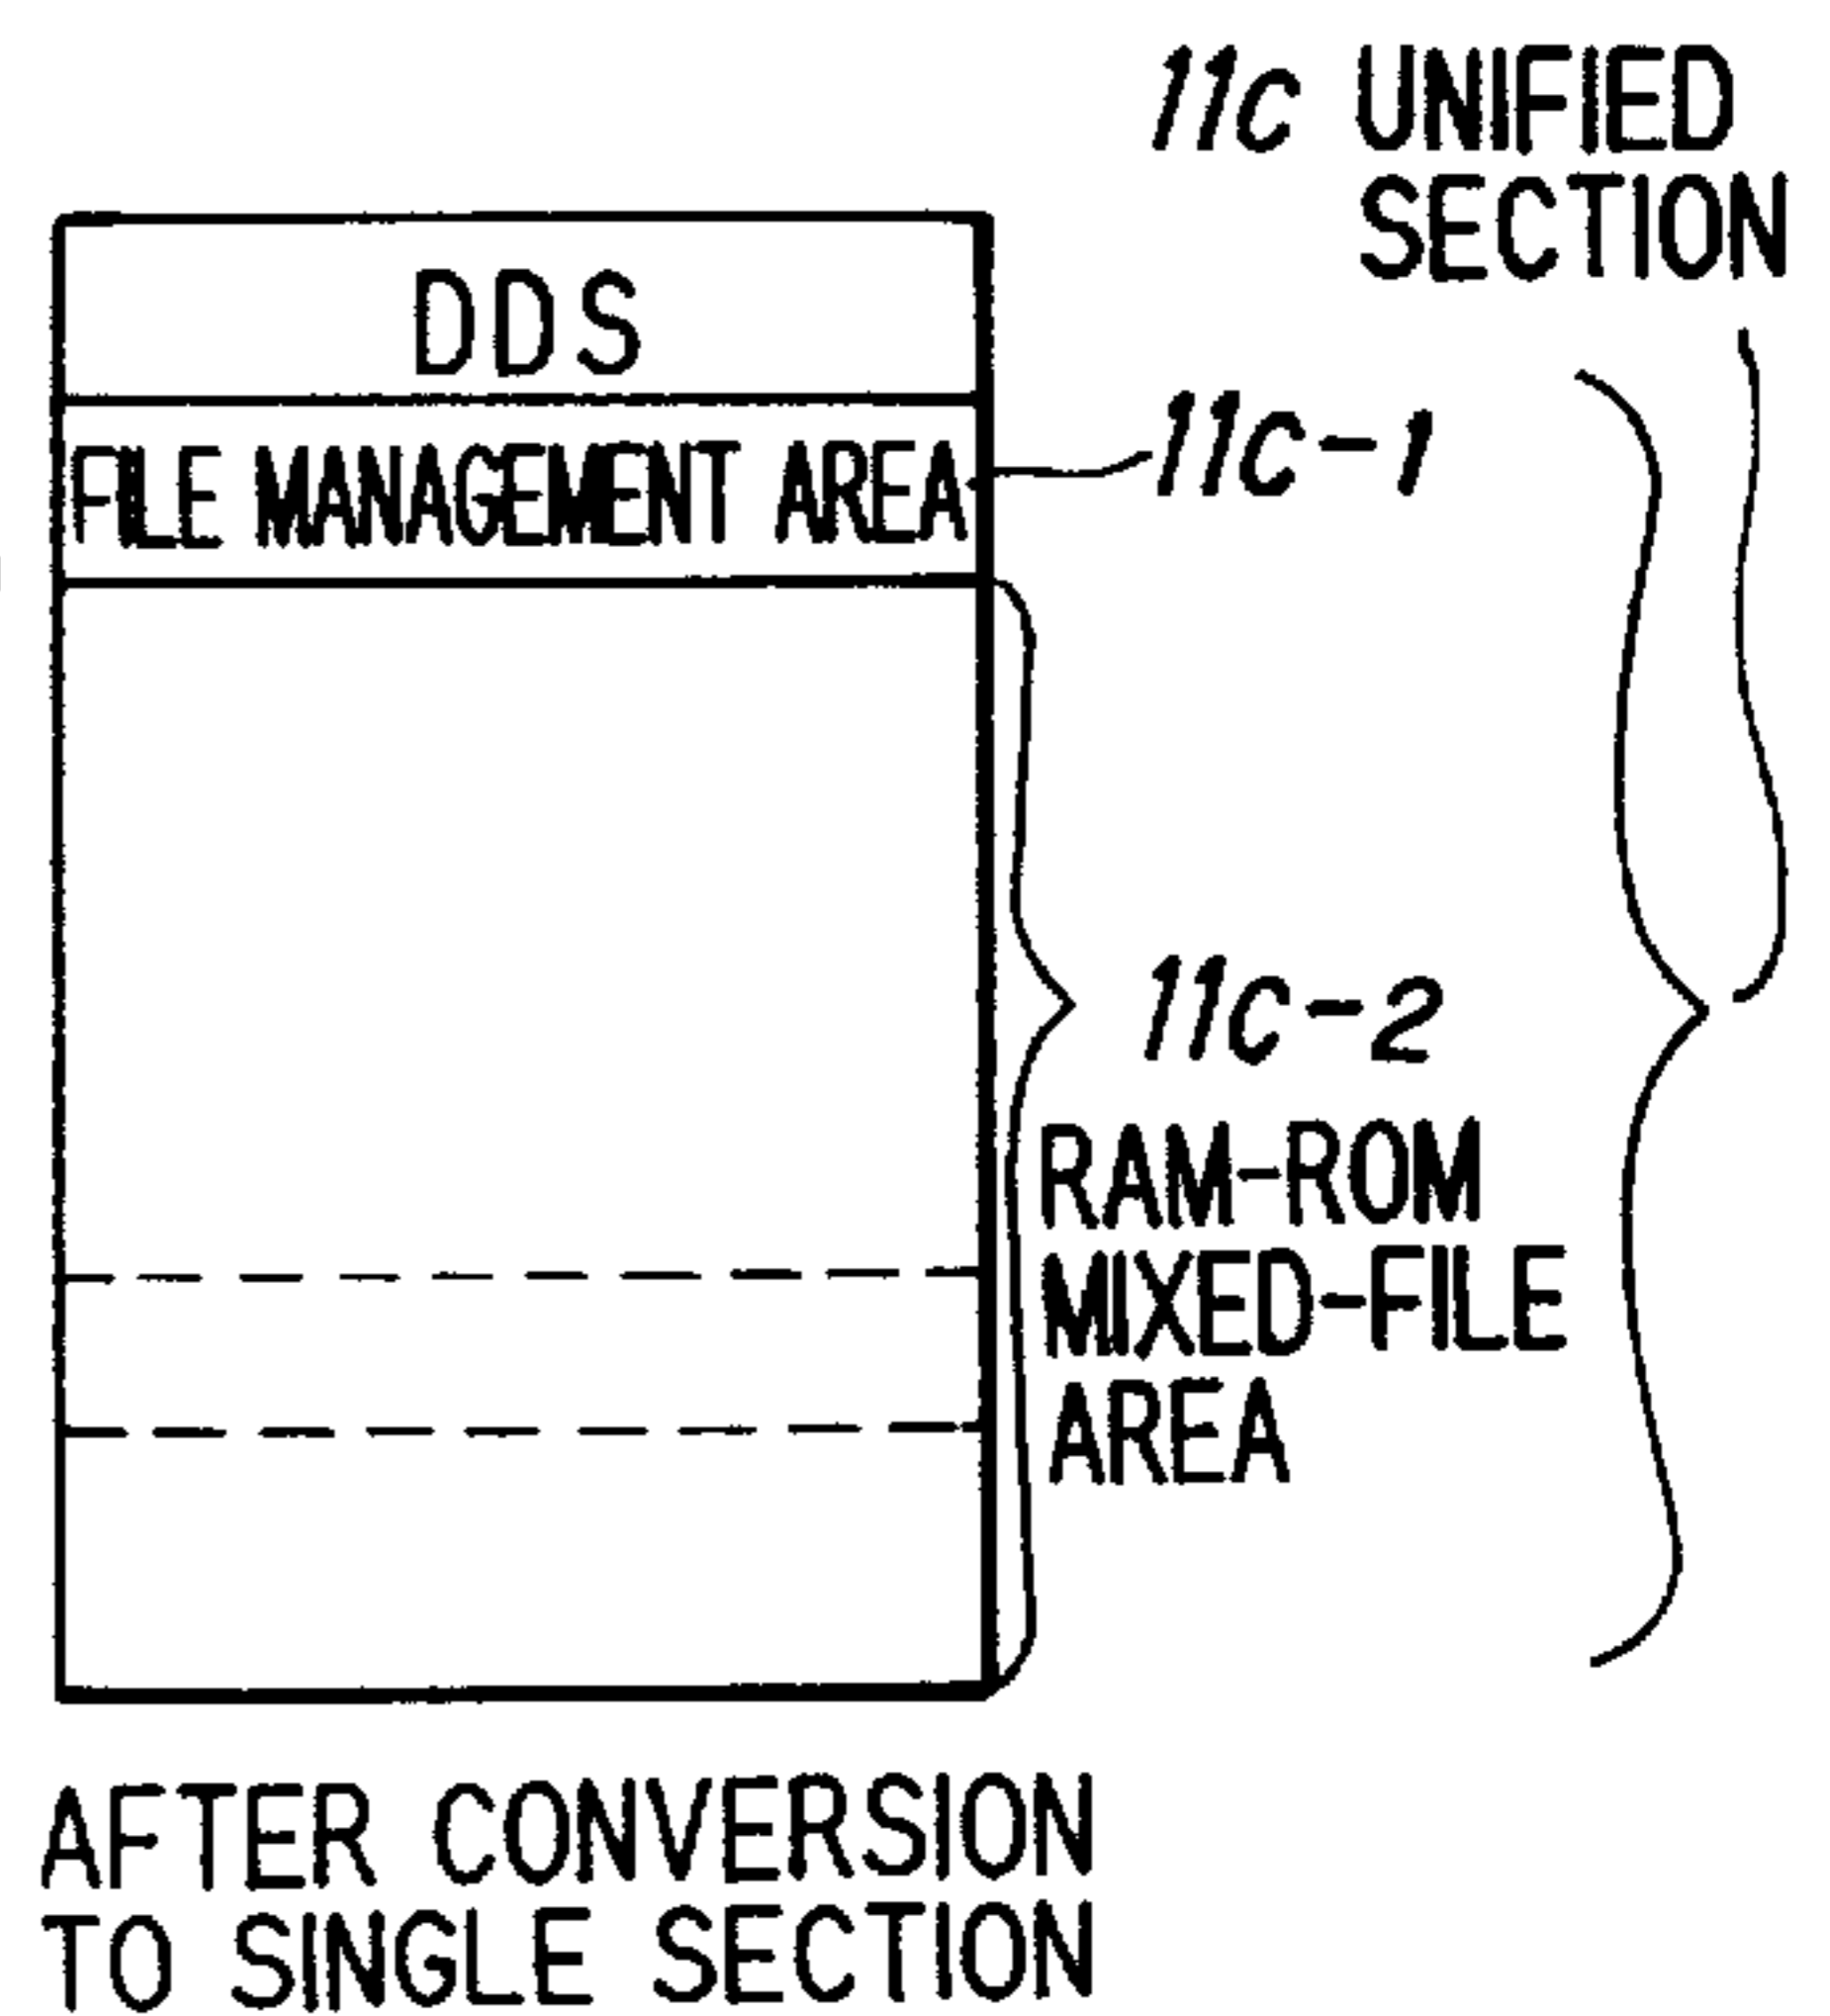 11c UNIFIED
SECTION
DDS
FILE MANAGEMENT AREA
11c-1
11c-2
RAM-ROM
MIXED-FILE
AREA
AFTER CONVERSION
TO SINGLE SECTION